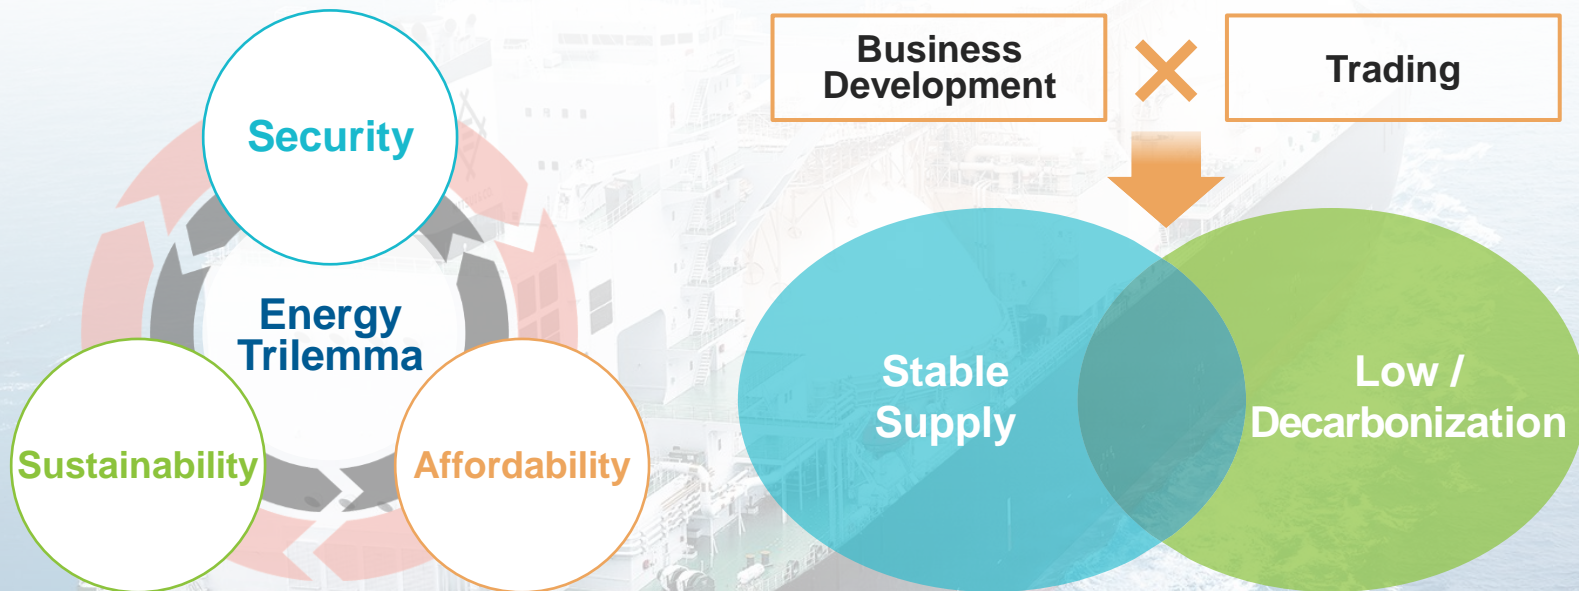 Security
Energy
Trilemma
Sustainability
Affordability
Business
Development
Trading
Stable
Supply
Low /
Decarbonization